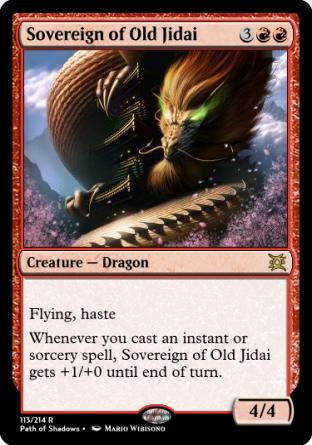 Sovereign of Old Jidai 3
Creature — Dragon
Flying, haste
Whenever you cast an instant or
sorcery spell, Sovereign of Old Jidai
gets +1/+0 until end of turn.
4/4
113/214 R
Path of Shadows • Mario Wibisono